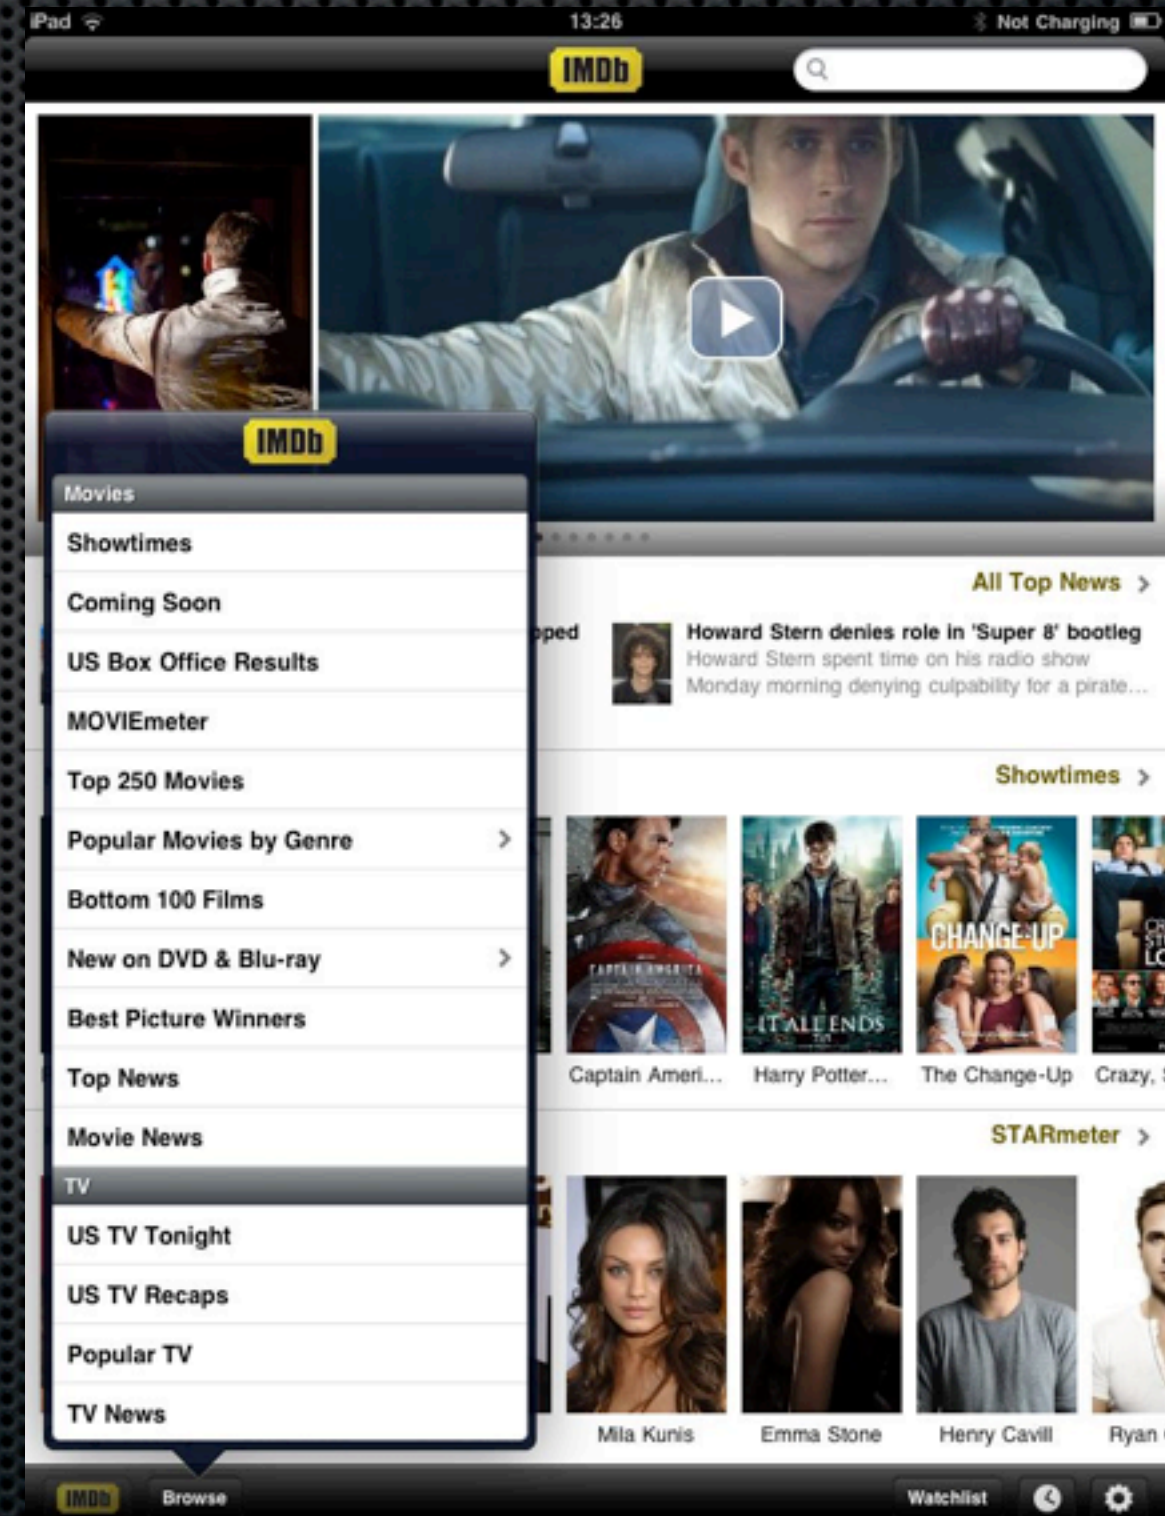 iPad
13:26
Not Charging
IMDb
IMDb
Movies
Showtimes
Coming Soon
US Box Office Results
MOVIEmeter
Top 250 Movies
Popular Movies by Genre
Bottom 100 Films
New on DVD & Blu-ray
Best Picture Winners
Top News
Movie News
TV
US TV Tonight
US TV Recaps
Popular TV
TV News
All Top News
pped
Howard Stern denies role in 'Super 8' bootleg
Howard Stern spent time on his radio show
Monday morning denying culpability for a pirate...
Showtimes
CAPTAIN AMERICA
IT ALL ENDS
CHANGE-UP
Captain Ameri...
Harry Potter...
The Change-Up
Crazy,
STARmeter
Mila Kunis
Emma Stone
Henry Cavill
Ryan
IMDb
Browse
Watchlist